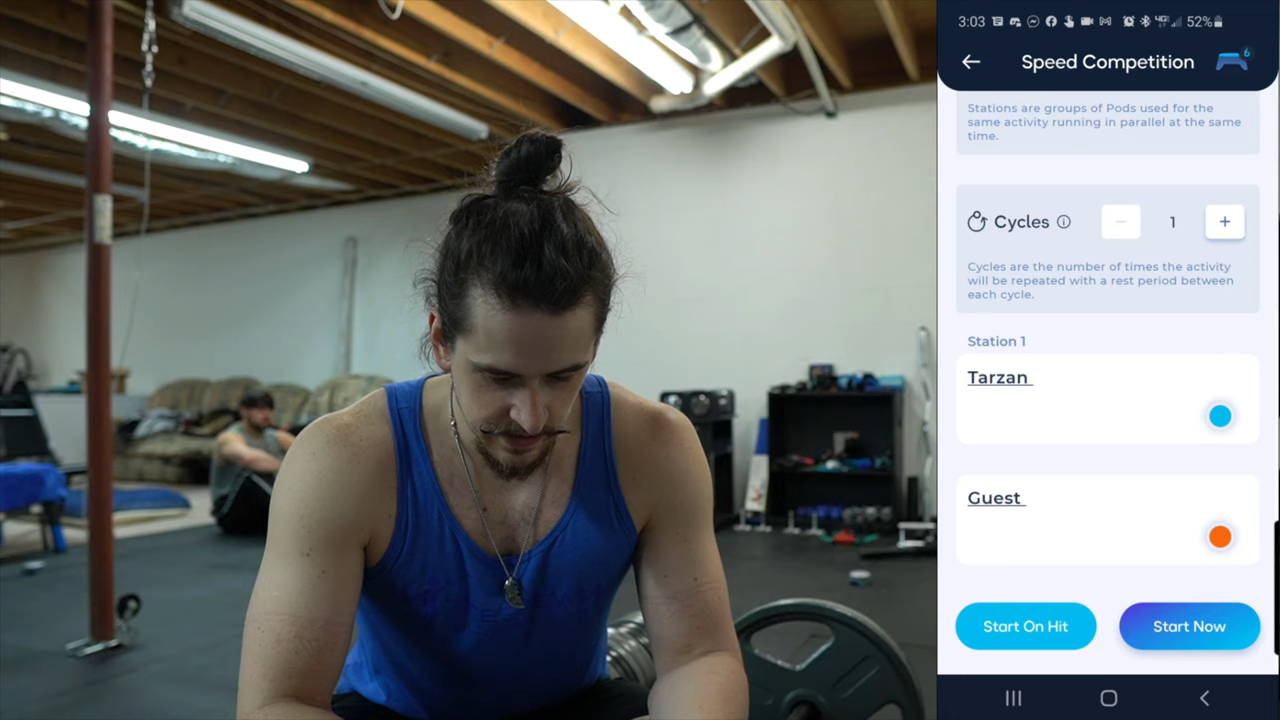 3:03
52%
Speed Competition
6
Stations are groups of Pods used for the
same activity running in parallel at the same
time.
Cycles
1
Cycles are the number of times the activity
will be repeated with a rest period between
each cycle.
Station 1
Tarzan
Guest
Start On Hit
Start Now